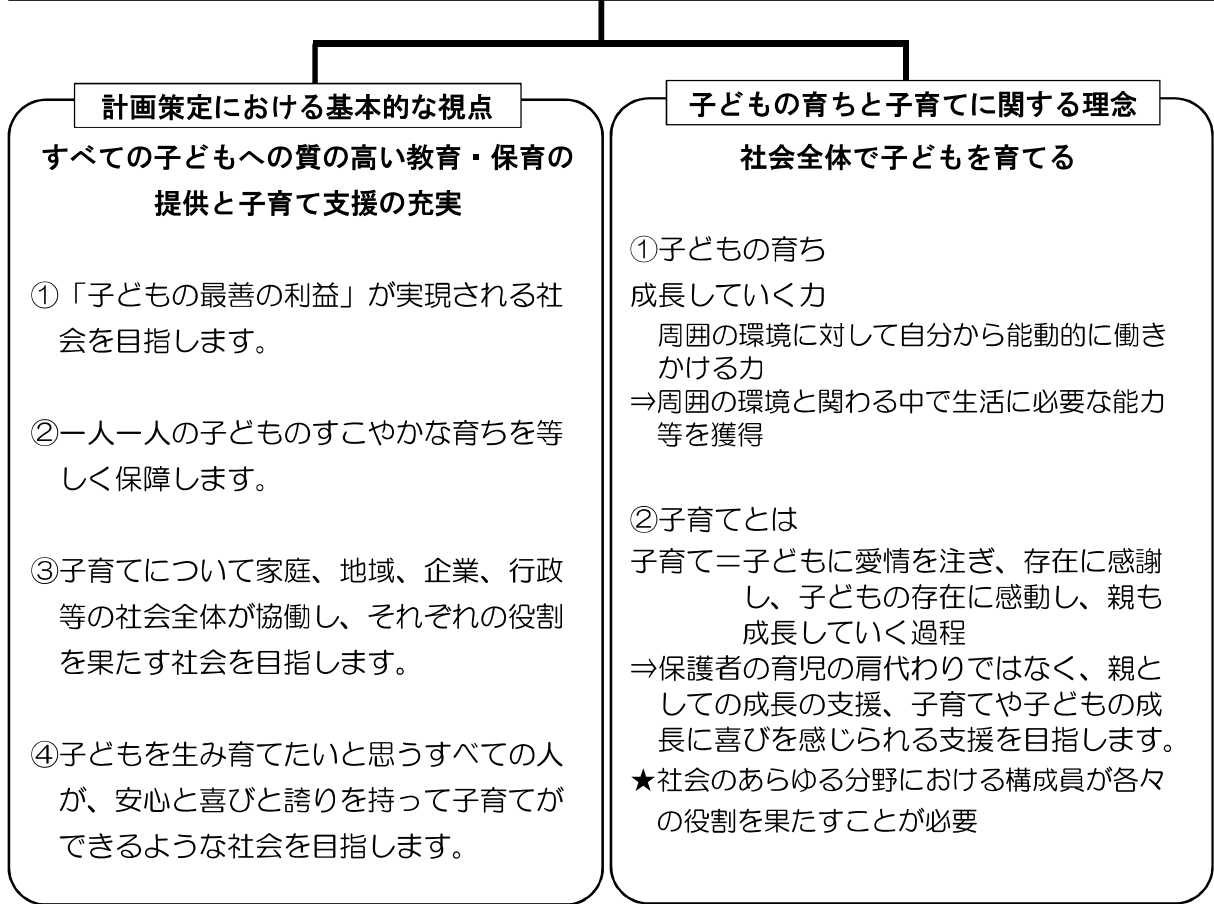 計画策定における基本的な視点
すべての子どもへの質の高い教育・保育の
提供と子育て支援の充実
①「子どもの最善の利益」が実現される社
会を目指します。
②一人一人の子どものすこやかな育ちを等
しく保障します。
③子育てについて家庭、地域、企業、行政
等の社会全体が協働し、それぞれの役割
を果たす社会を目指します。
④子どもを生み育てたいと思うすべての人
が、安心と喜びと誇りを持って子育てが
できるような社会を目指します。
子どもの育ちと子育てに関する理念
社会全体で子どもを育てる
①子どもの育ち
成長していく力
周囲の環境に対して自分から能動的に働き
かける力
⇒周囲の環境と関わる中で生活に必要な能力
等を獲得
②子育てとは
子育て＝子どもに愛情を注ぎ、存在に感謝
し、子どもの存在に感動し、親も
成長していく過程
⇒保護者の育児の肩代わりではなく、親と
しての成長の支援、子育てや子どもの成
長に喜びを感じられる支援を目指します。
★社会のあらゆる分野における構成員が各々
の役割を果たすことが必要